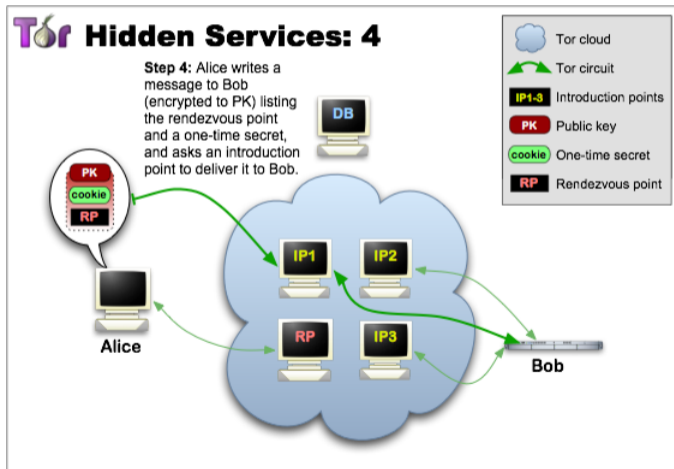 Tor Hidden Services: 4
Step 4: Alice writes a
message to Bob
(encrypted to PK) listing
the rendezvous point
and a one-time secret,
and asks an introduction
point to deliver it to Bob.
DB
Tor cloud
Tor circuit
IP1-3 Introduction points
PK Public key
cookie One-time secret
RP Rendezvous point
PK
cookie
RP
IP1 IP2
RP IP3
Alice
Bob